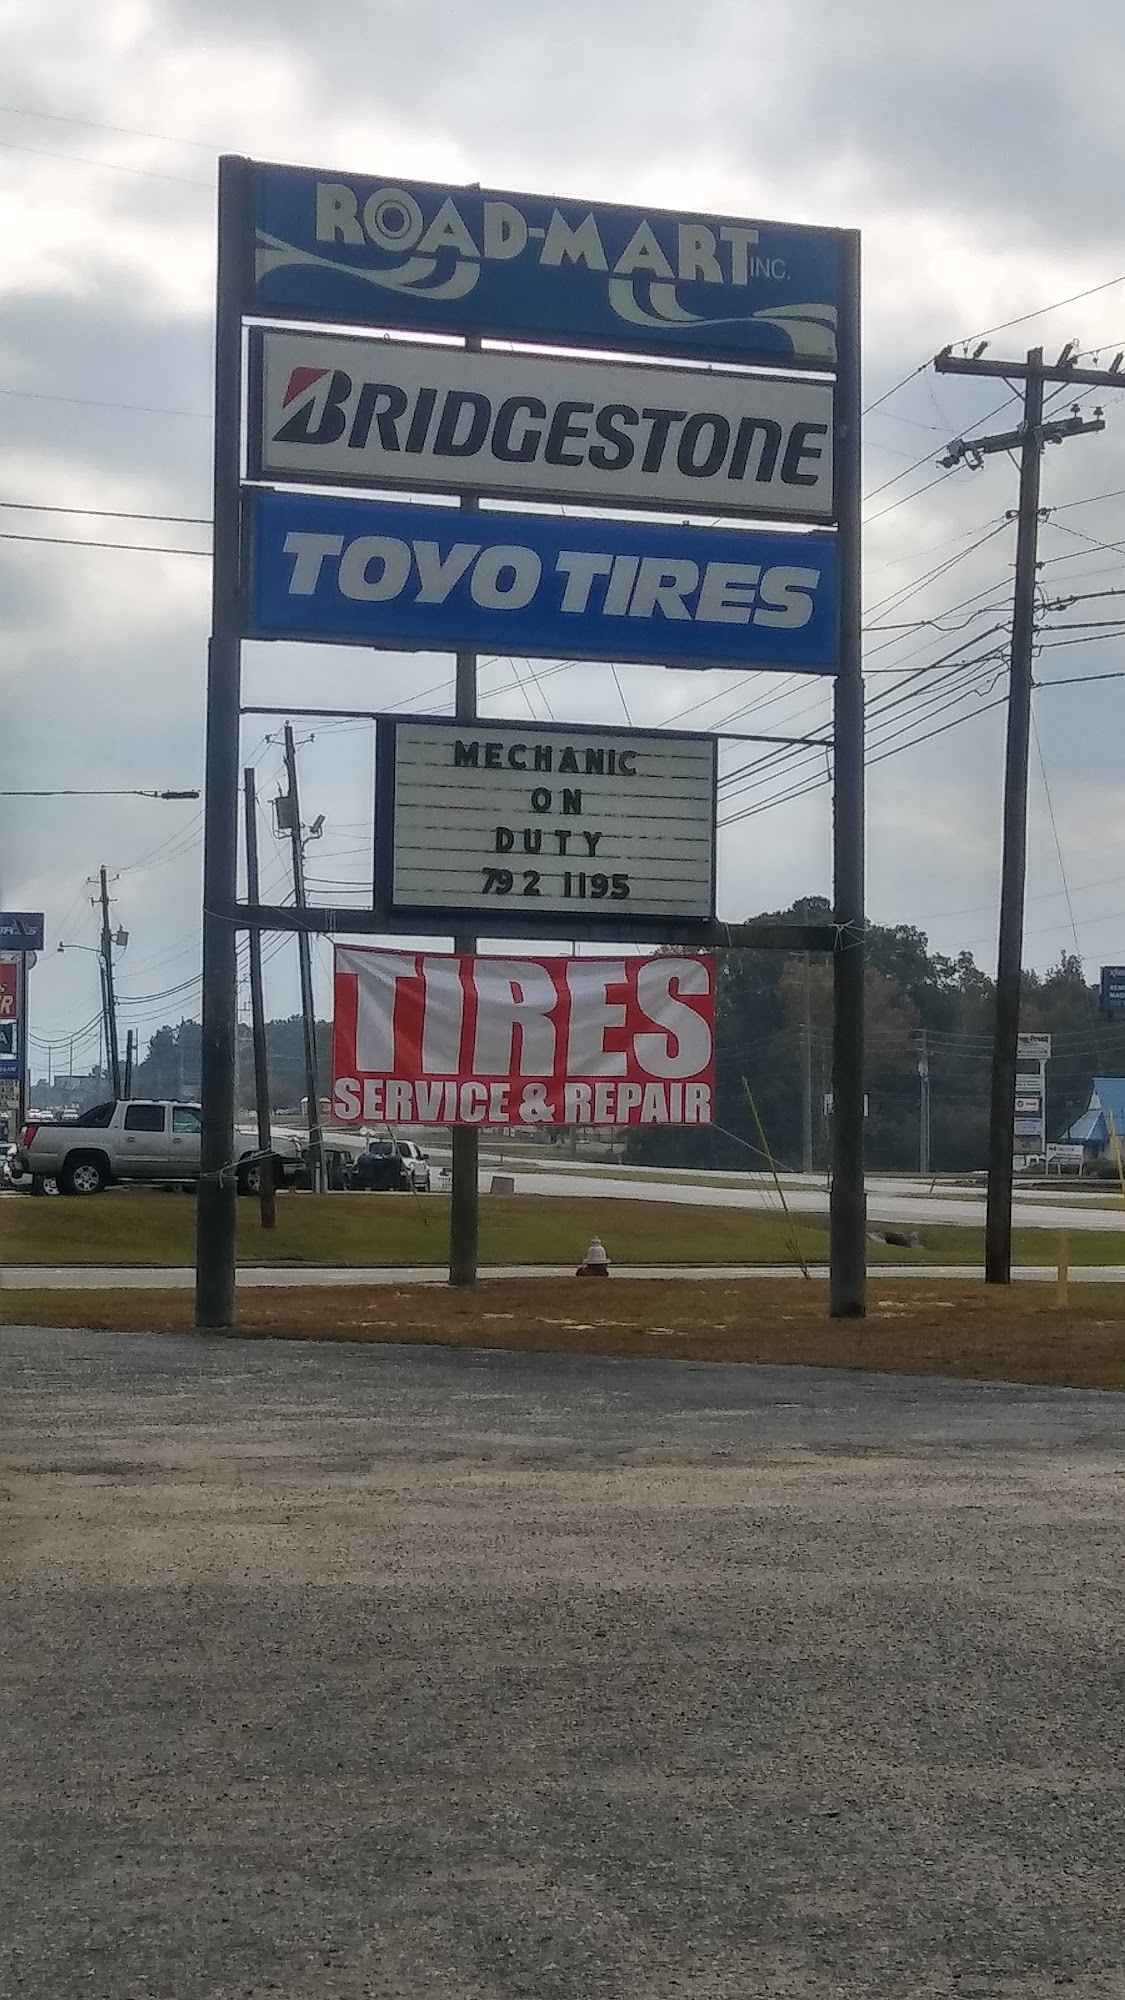 ROAD-MART INC.
BRIDGESTONE
TOYO TIRES
MECHANIC
ON
DUTY
792 1195
TIRES
SERVICE & REPAIR